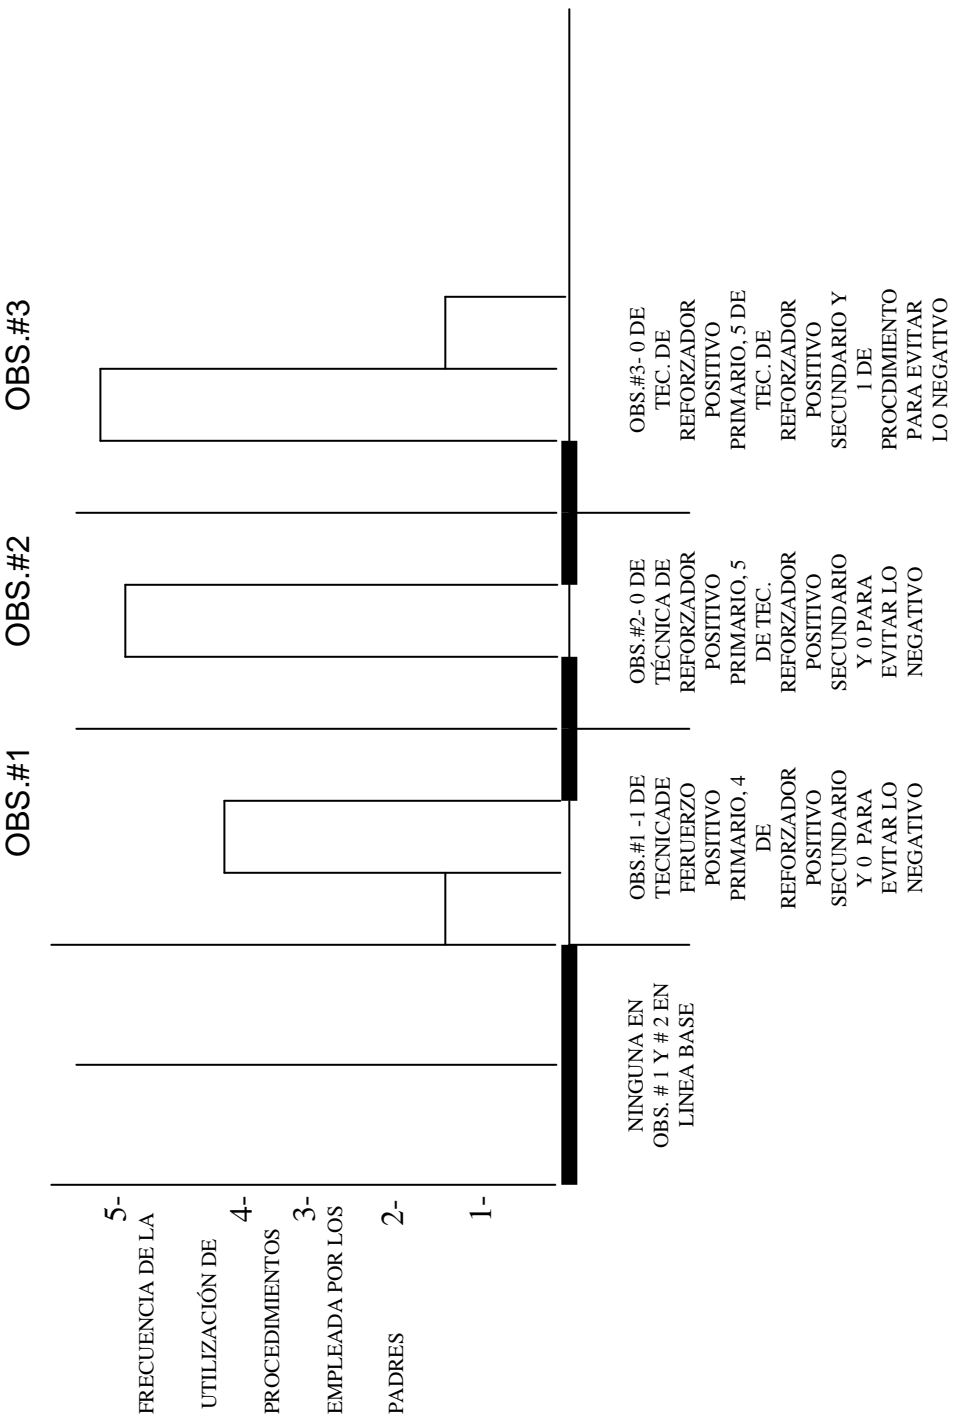 OBS.#1
OBS.#2
OBS.#3
5-
4-
3-
2-
1-
FRECUENCIA DE LA
UTILIZACIÓN DE
PROCEDIMIENTOS
EMPLEADA POR LOS
PADRES
NINGUNA EN
OBS. # 1 Y # 2 EN
LINEA BASE
OBS.#1 -1 DE
TECNICADE
FERUERZO
POSITIVO
PRIMARIO, 4
DE
REFORZADOR
POSITIVO
SECUNDARIO
Y 0 PARA
EVITAR LO
NEGATIVO
OBS.#2- 0 DE
TÉCNICA DE
REFORZADOR
POSITIVO
PRIMARIO, 5
DE TEC.
REFORZADOR
POSITIVO
SECUNDARIO
Y 0 PARA
EVITAR LO
NEGATIVO
OBS.#3- 0 DE
TEC. DE
REFORZADOR
POSITIVO
PRIMARIO, 5 DE
TEC. DE
REFORZADOR
POSITIVO
SECUNDARIO Y
1 DE
PROCDIMIENTO
PARA EVITAR
LO NEGATIVO